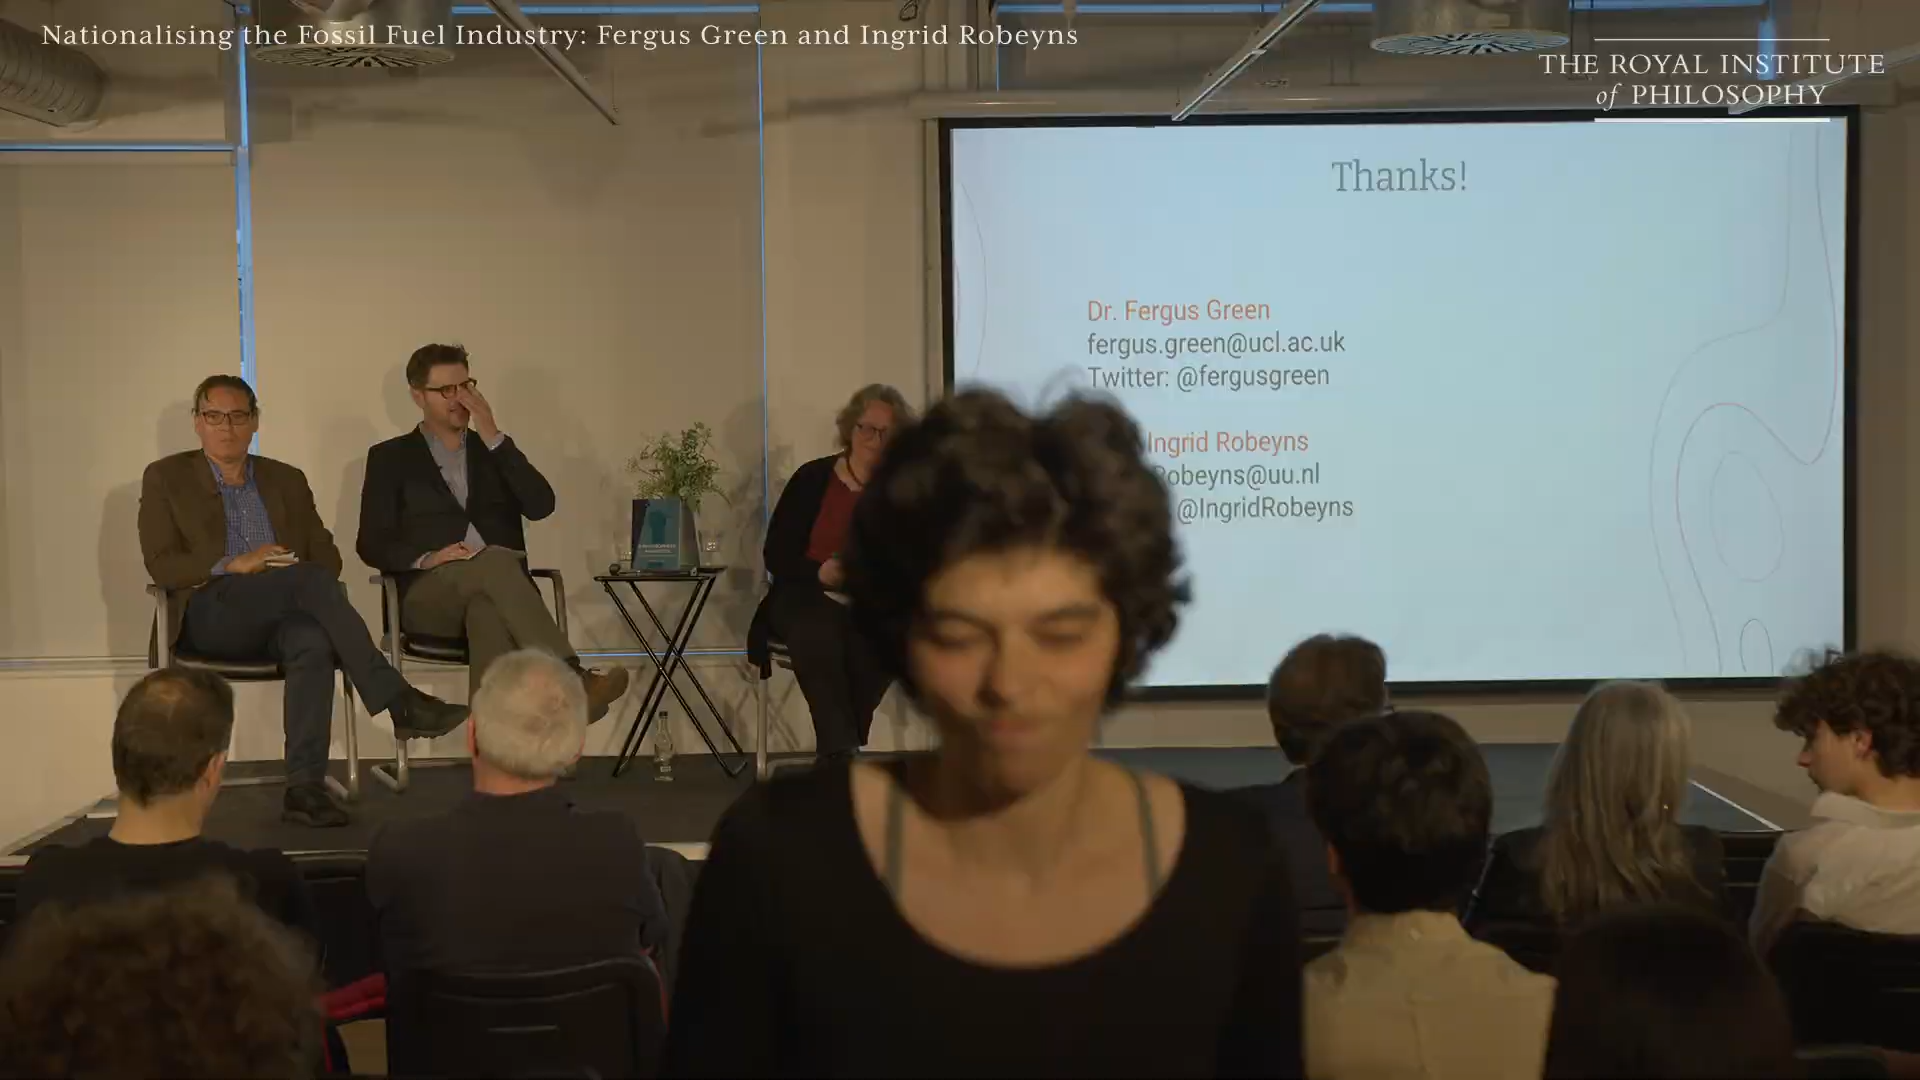 Nationalising the Fossil Fuel Industry: Fergus Green and Ingrid Robeyns
THE ROYAL INSTITUTE
of PHILOSOPHY
Thanks!
Dr. Fergus Green
fergus.green@ucl.ac.uk
Twitter: @fergusgreen
Ingrid Robeyns
Robeyns@uu.nl
@IngridRobeyns